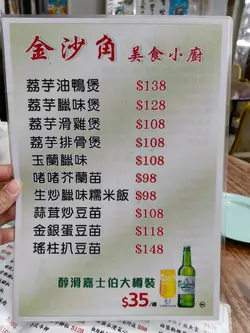 金沙角 美食小廚
荔芋油鴨煲 $138
荔芋臘味煲 $128
荔芋滑雞煲 $108
荔芋排骨煲 $108
玉蘭臘味 $108
啫啫芥蘭苗 $98
生炒臘味糯米飯 $98
蒜茸炒豆苗 $108
金銀蛋豆苗 $118
瑤柱扒豆苗 $148
醇滑嘉士伯大樽裝
$35/樽